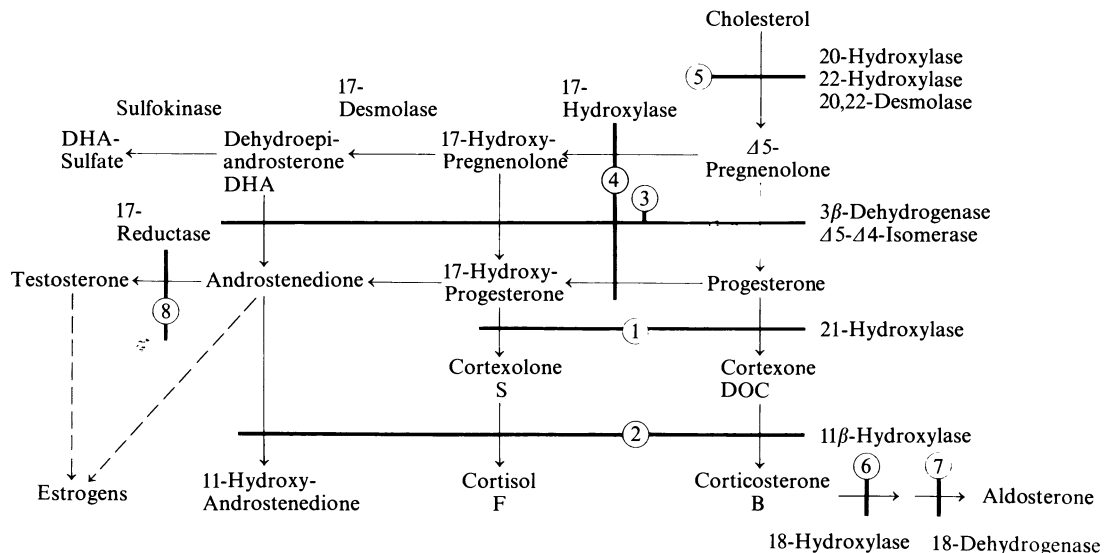 Cholesterol
5
20-Hydroxylase
22-Hydroxylase
20,22-Desmolase
17-
Desmolase
17-
Hydroxylase
Sulfokinase
DHA-
Sulfate
Dehydroepi-
androsterone
DHA
17-Hydroxy-
Pregnenolone
Δ5-
Pregnenolone
4
3
3β-Dehydrogenase
Δ5-Δ4-Isomerase
17-
Reductase
Testosterone
Androstenedione
17-Hydroxy-
Progesterone
Progesterone
8
1
21-Hydroxylase
Cortexolone
S
Cortexone
DOC
2
11β-Hydroxylase
Estrogens
11-Hydroxy-
Androstenedione
Cortisol
F
Corticosterone
B
6
7
Aldosterone
18-Hydroxylase
18-Dehydrogenase